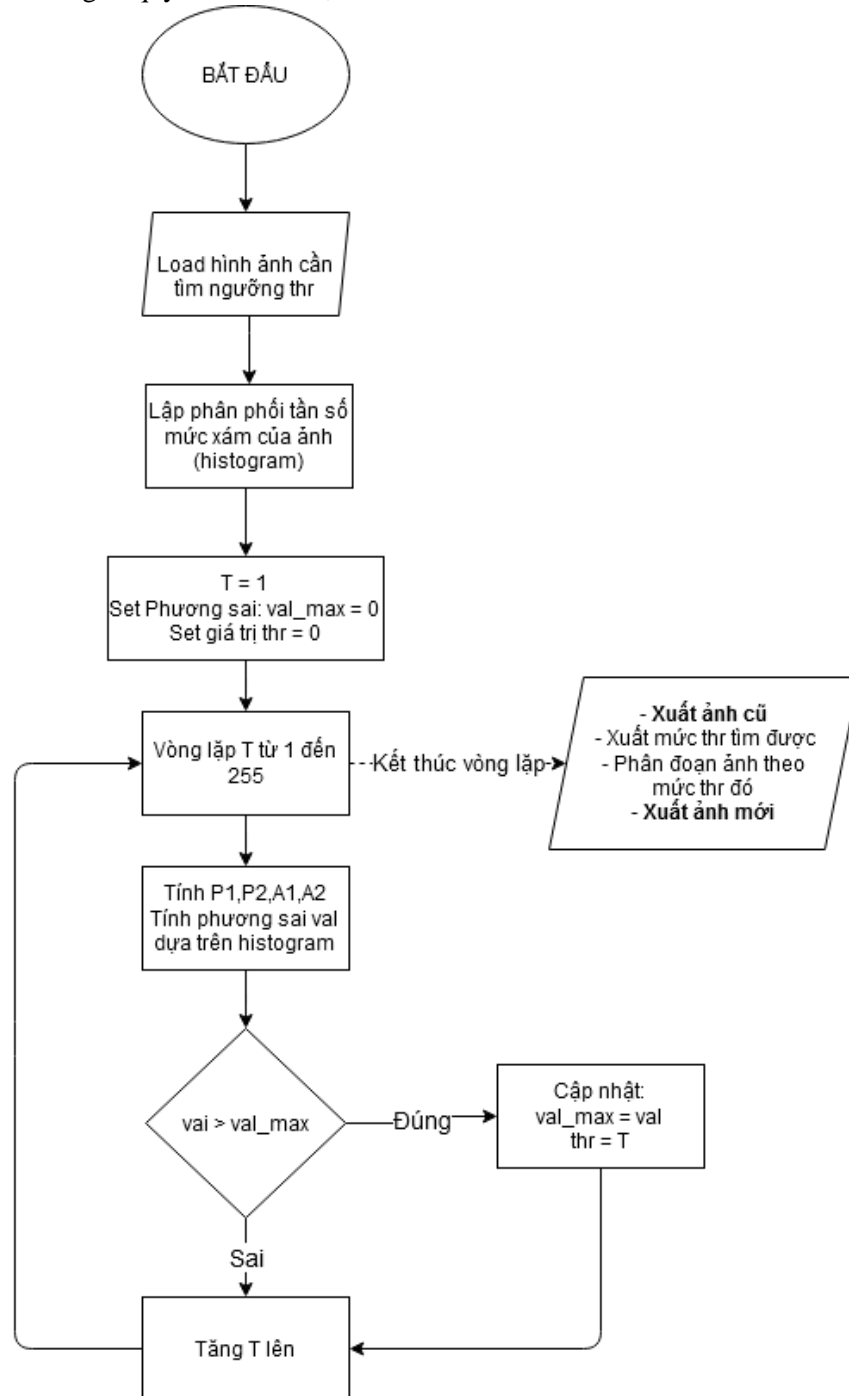 BẮT ĐẦU
Load hình ảnh cần
tìm ngưỡng thr
Lập phân phối tần số
mức xám của ảnh
(histogram)
T = 1
Set Phương sai: val_max = 0
Set giá trị thr = 0
Vòng lặp T từ 1 đến
255
Kết thúc vòng lặp
- Xuất ảnh cũ
- Xuất mức thr tìm được
- Phân đoạn ảnh theo
mức thr đó
- Xuất ảnh mới
Tính P1,P2,A1,A2
Tính phương sai val
dựa trên histogram
vai > val_max
Đúng
Cập nhật:
val_max = val
thr = T
Sai
Tăng T lên